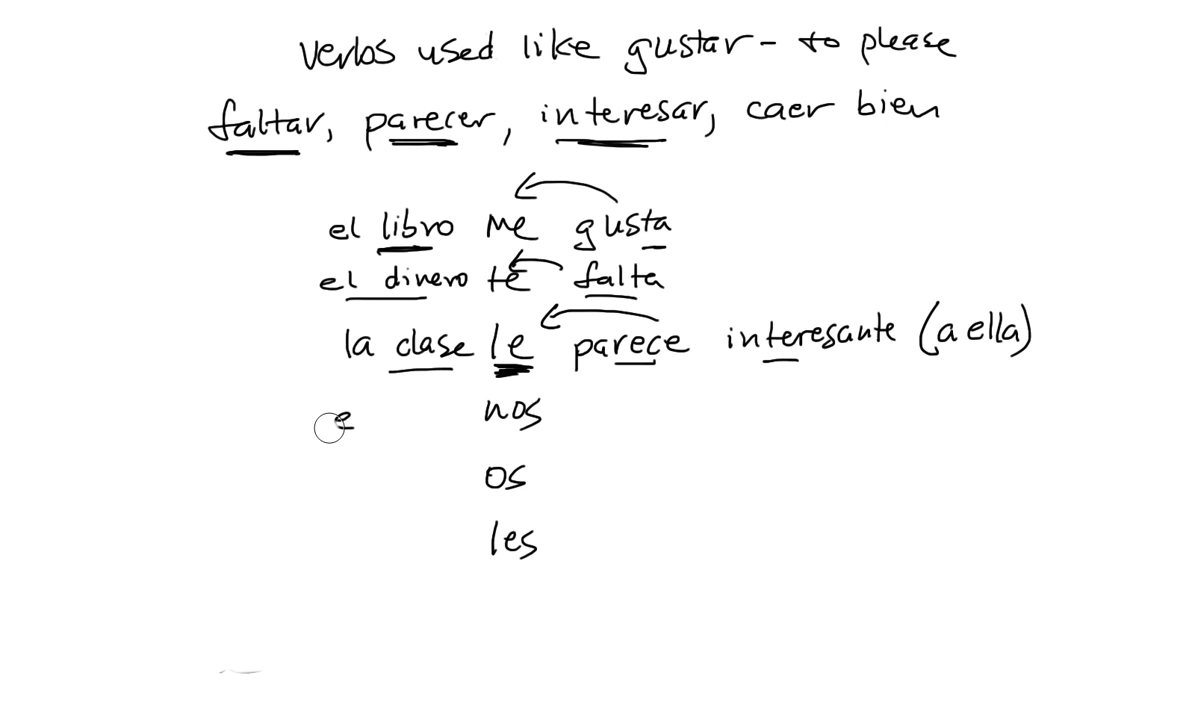 verbs used like gustar - to please
faltar, parecer, interesar, caer bien
el libro me gusta
el dinero te falta
la clase le parece interesante (a ella)
e nos
os
les